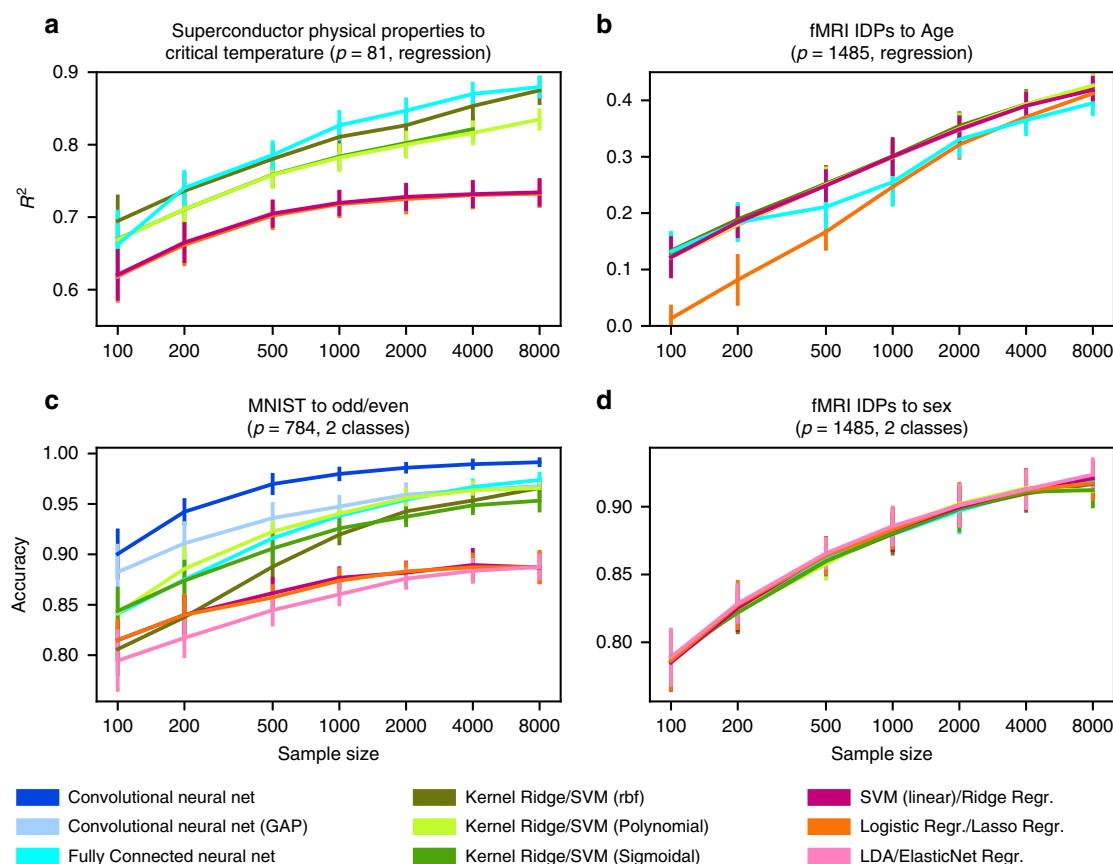 a
Superconductor physical properties to
critical temperature (p = 81, regression)
R²
0.9
0.8
0.7
0.6
100 200 500 1000 2000 4000 8000
b
fMRI IDPs to Age
(p = 1485, regression)
0.4
0.3
0.2
0.1
0.0
100 200 500 1000 2000 4000 8000
c
MNIST to odd/even
(p = 784, 2 classes)
Accuracy
1.00
0.95
0.90
0.85
0.80
100 200 500 1000 2000 4000 8000
Sample size
d
fMRI IDPs to sex
(p = 1485, 2 classes)
0.90
0.85
0.80
100 200 500 1000 2000 4000 8000
Sample size
Convolutional neural net
Convolutional neural net (GAP)
Fully Connected neural net
Kernel Ridge/SVM (rbf)
Kernel Ridge/SVM (Polynomial)
Kernel Ridge/SVM (Sigmoidal)
SVM (linear)/Ridge Regr.
Logistic Regr./Lasso Regr.
LDA/ElasticNet Regr.